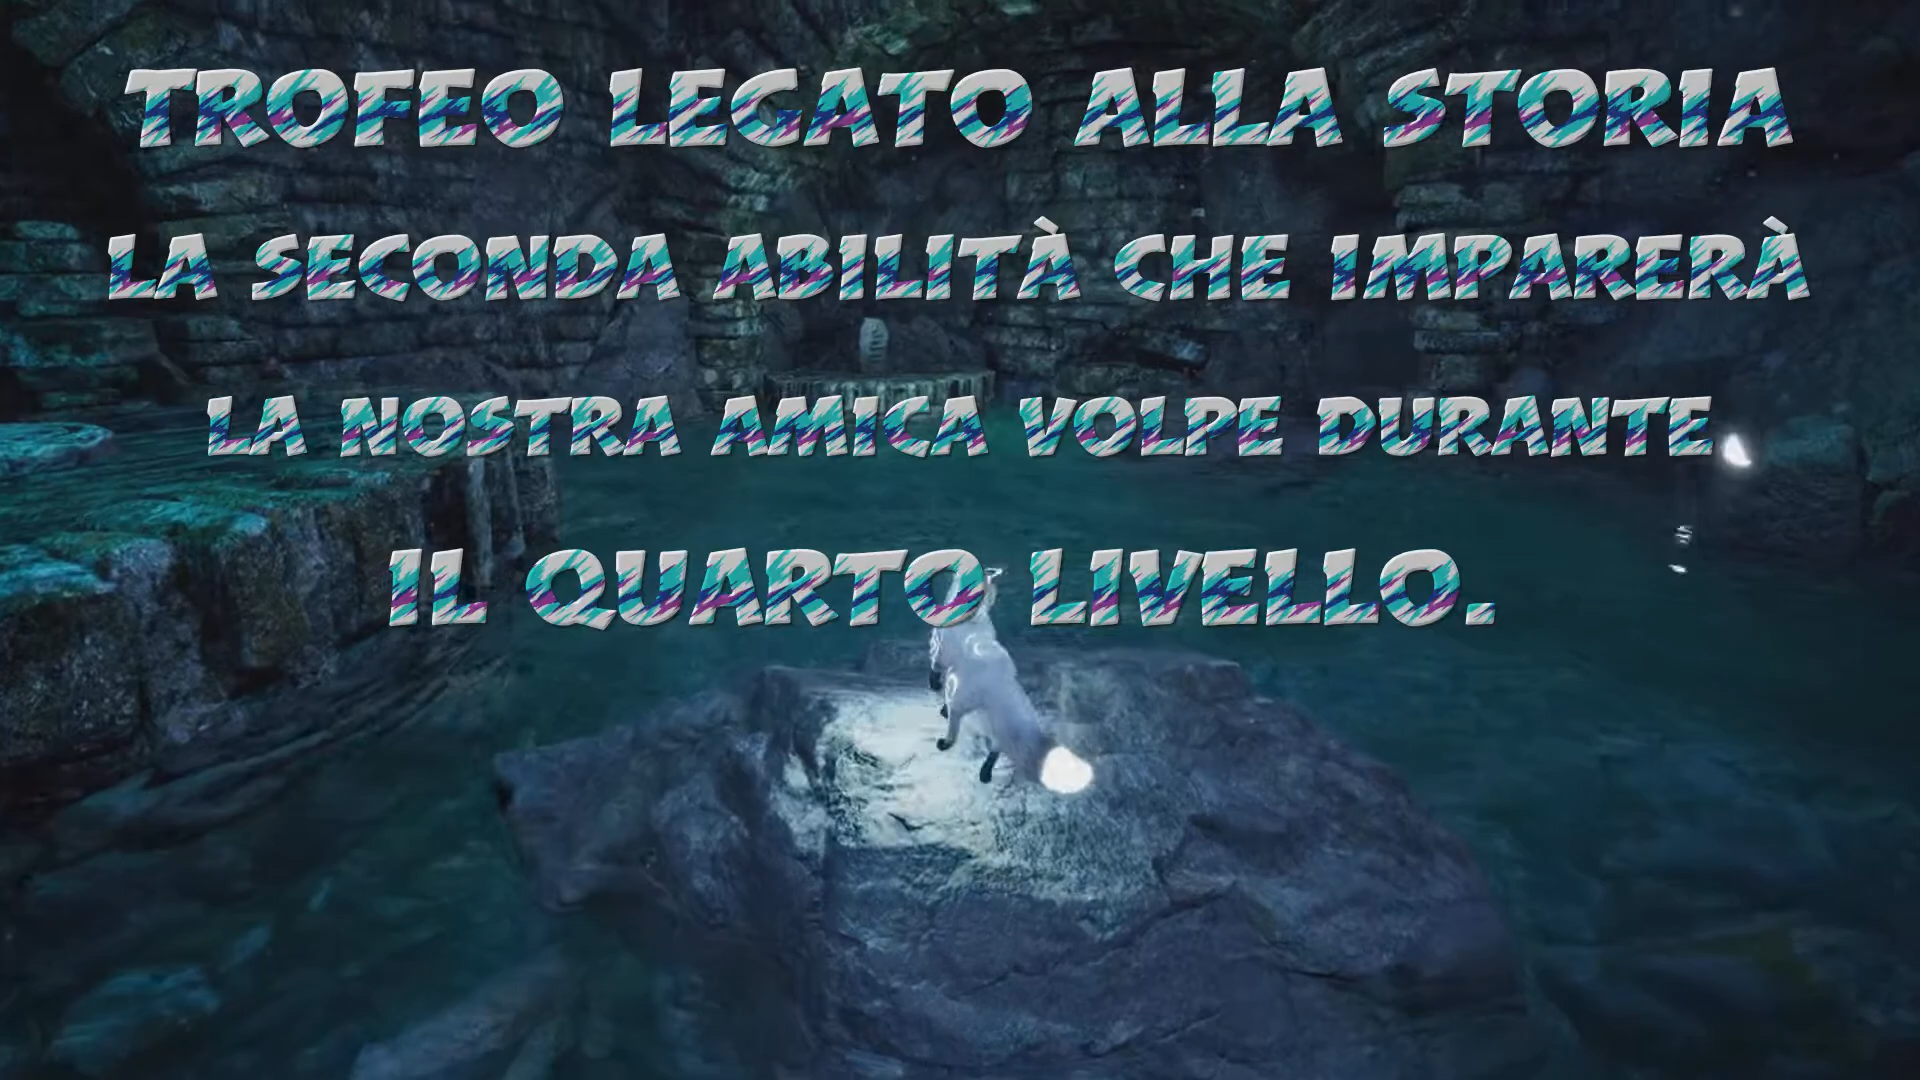 TROFEO LEGATO ALLA STORIA
LA SECONDA ABILITÀ CHE IMPARERÀ
LA NOSTRA AMICA VOLPE DURANTE
IL QUARTO LIVELLO.